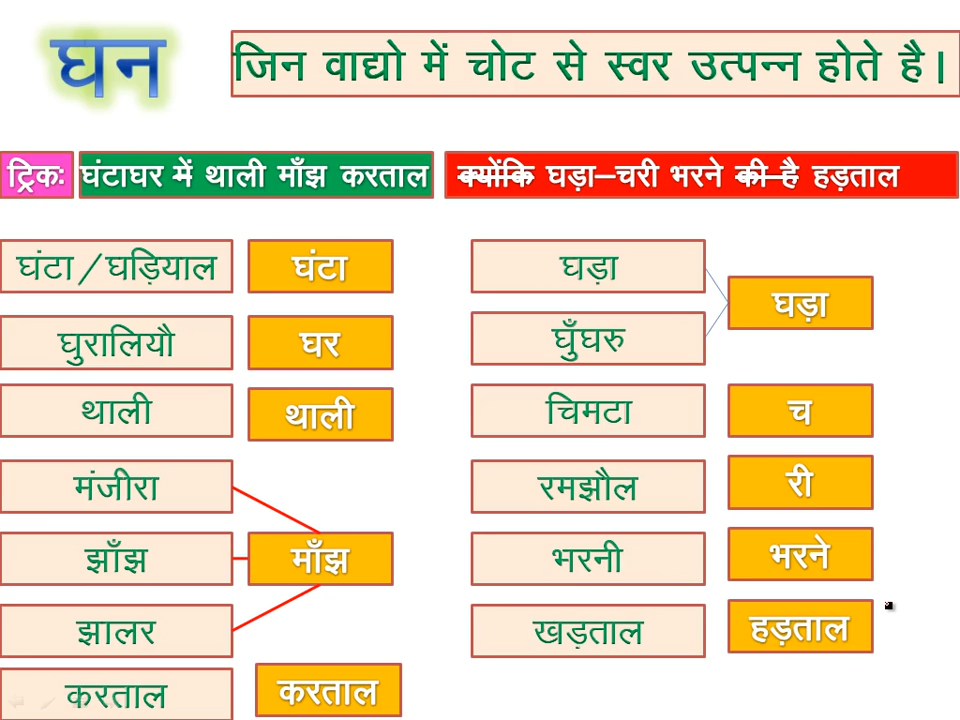 घन
जिन वाद्यो में चोट से स्वर उत्पन्न होते है।
ट्रिकः घंटाघर में थाली माँझ करताल क्योंकि घड़ा–चरी भरने की है हड़ताल
घंटा/घड़ियाल घंटा
घुरालियौ घर
थाली थाली
मंजीरा
झाँझ माँझ
झालर
करताल करताल
घड़ा
घड़ा
घुँघरु
चिमटा च
रमझौल री
भरनी भरने
खड़ताल हड़ताल